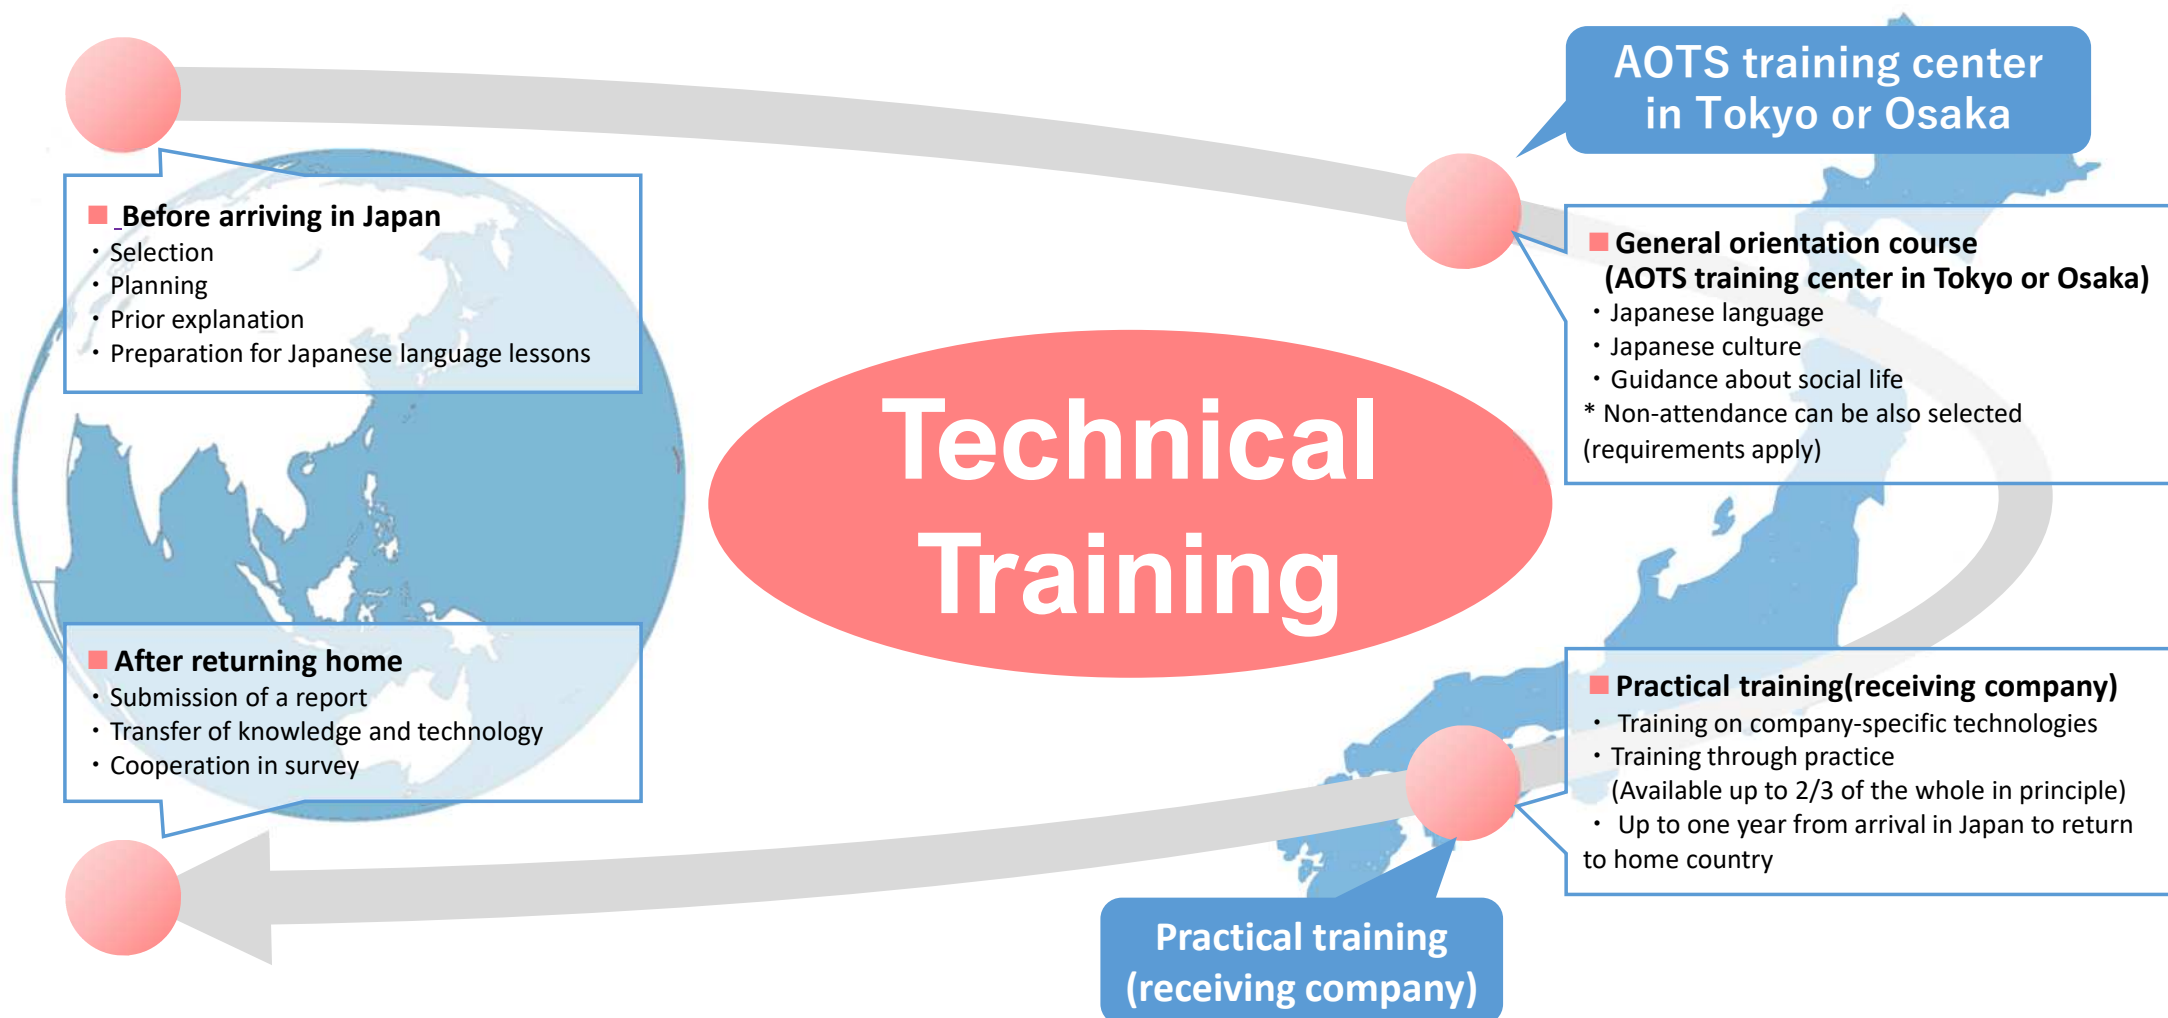 AOTS training center
in Tokyo or Osaka
■ Before arriving in Japan
・Selection
・Planning
・Prior explanation
・Preparation for Japanese language lessons
■ General orientation course
(AOTS training center in Tokyo or Osaka)
・Japanese language
・Japanese culture
・Guidance about social life
* Non-attendance can be also selected
(requirements apply)
Technical
Training
■ After returning home
・Submission of a report
・Transfer of knowledge and technology
・Cooperation in survey
■ Practical training(receiving company)
・ Training on company-specific technologies
・Training through practice
(Available up to 2/3 of the whole in principle)
・ Up to one year from arrival in Japan to return
to home country
Practical training
(receiving company)